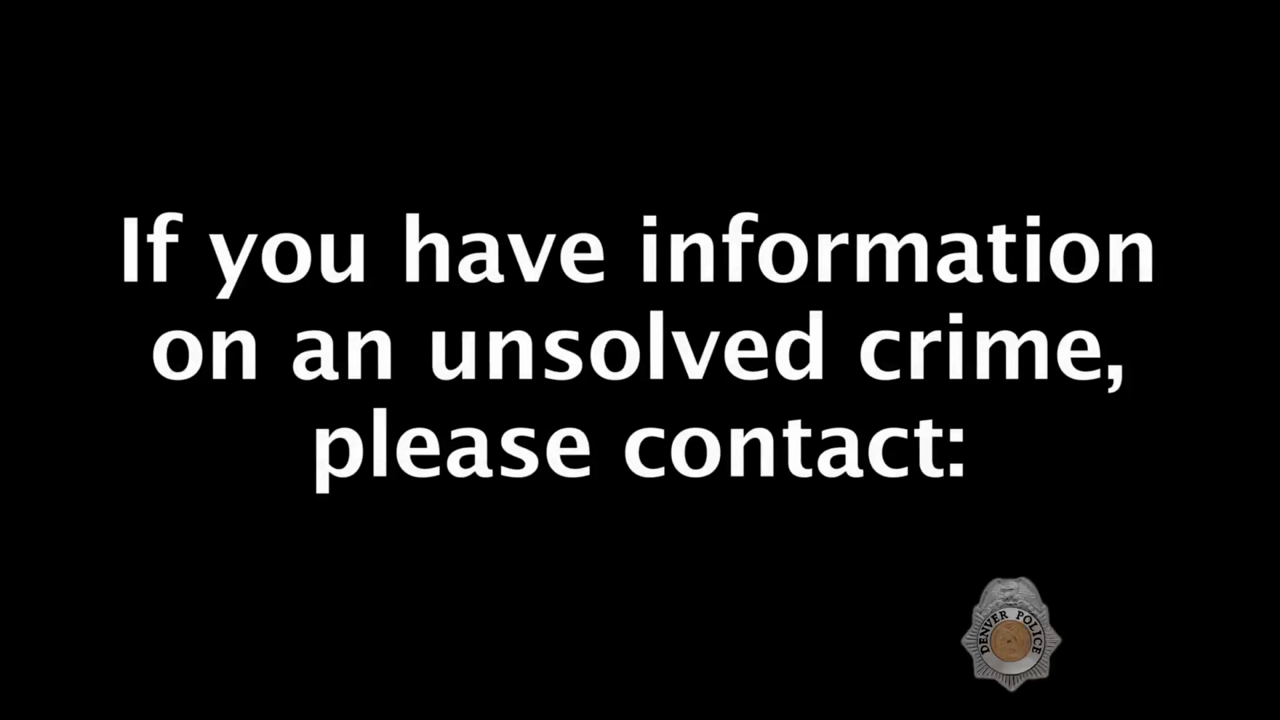 If you have information
on an unsolved crime,
please contact:
DENVER POLICE